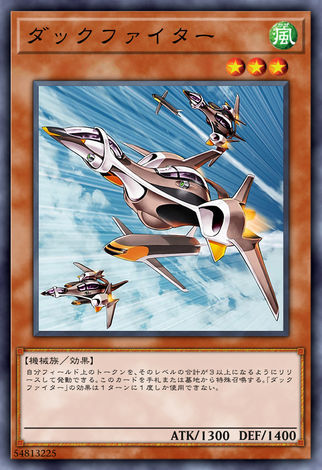 ダックファイター
風
【機械族／効果】
自分フィールド上のトークンを、そのレベルの合計が３以上になるようにリ
リースして発動できる。このカードを手札または墓地から特殊召喚する。「ダック
ファイター」の効果は１ターンに１度しか使用できない。
ATK/1300 DEF/1400
54813225